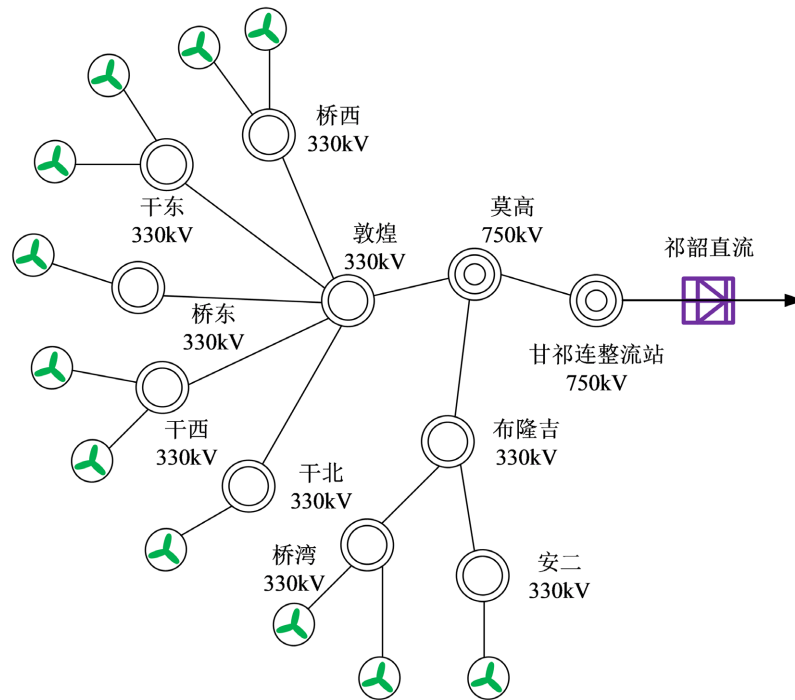 桥西
330kV
干东
330kV
敦煌
330kV
莫高
750kV
祁韶直流
桥东
330kV
甘祁连整流站
750kV
干西
330kV
布隆吉
330kV
干北
330kV
桥湾
330kV
安二
330kV